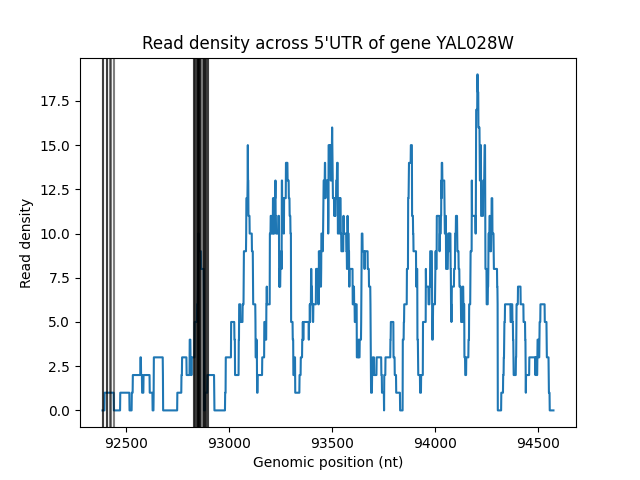 Read density across 5'UTR of gene YAL028W
17.5
15.0
12.5
10.0
7.5
5.0
2.5
0.0
Read density
92500 93000 93500 94000 94500
Genomic position (nt)